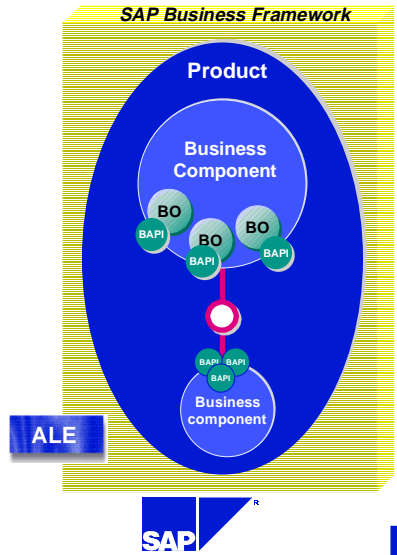 SAP Business Framework
Product
Business
Component
BO
BO
BO
BAPI
BAPI
BAPI
BAPI
BAPI
BAPI
Business
component
ALE
SAP
R